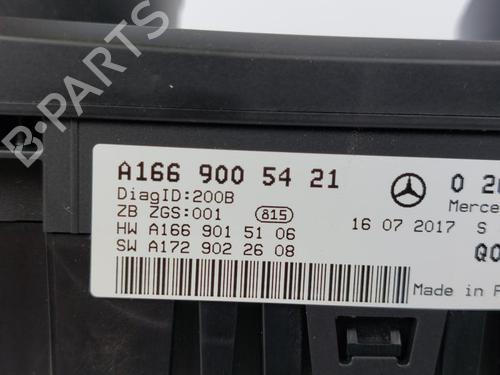 A166 900 54 21
DiagID:200B
ZB ZGS:001 815
HW A166 901 51 06
SW A172 902 26 08
16 07 2017 S
Made in
B-PARTS